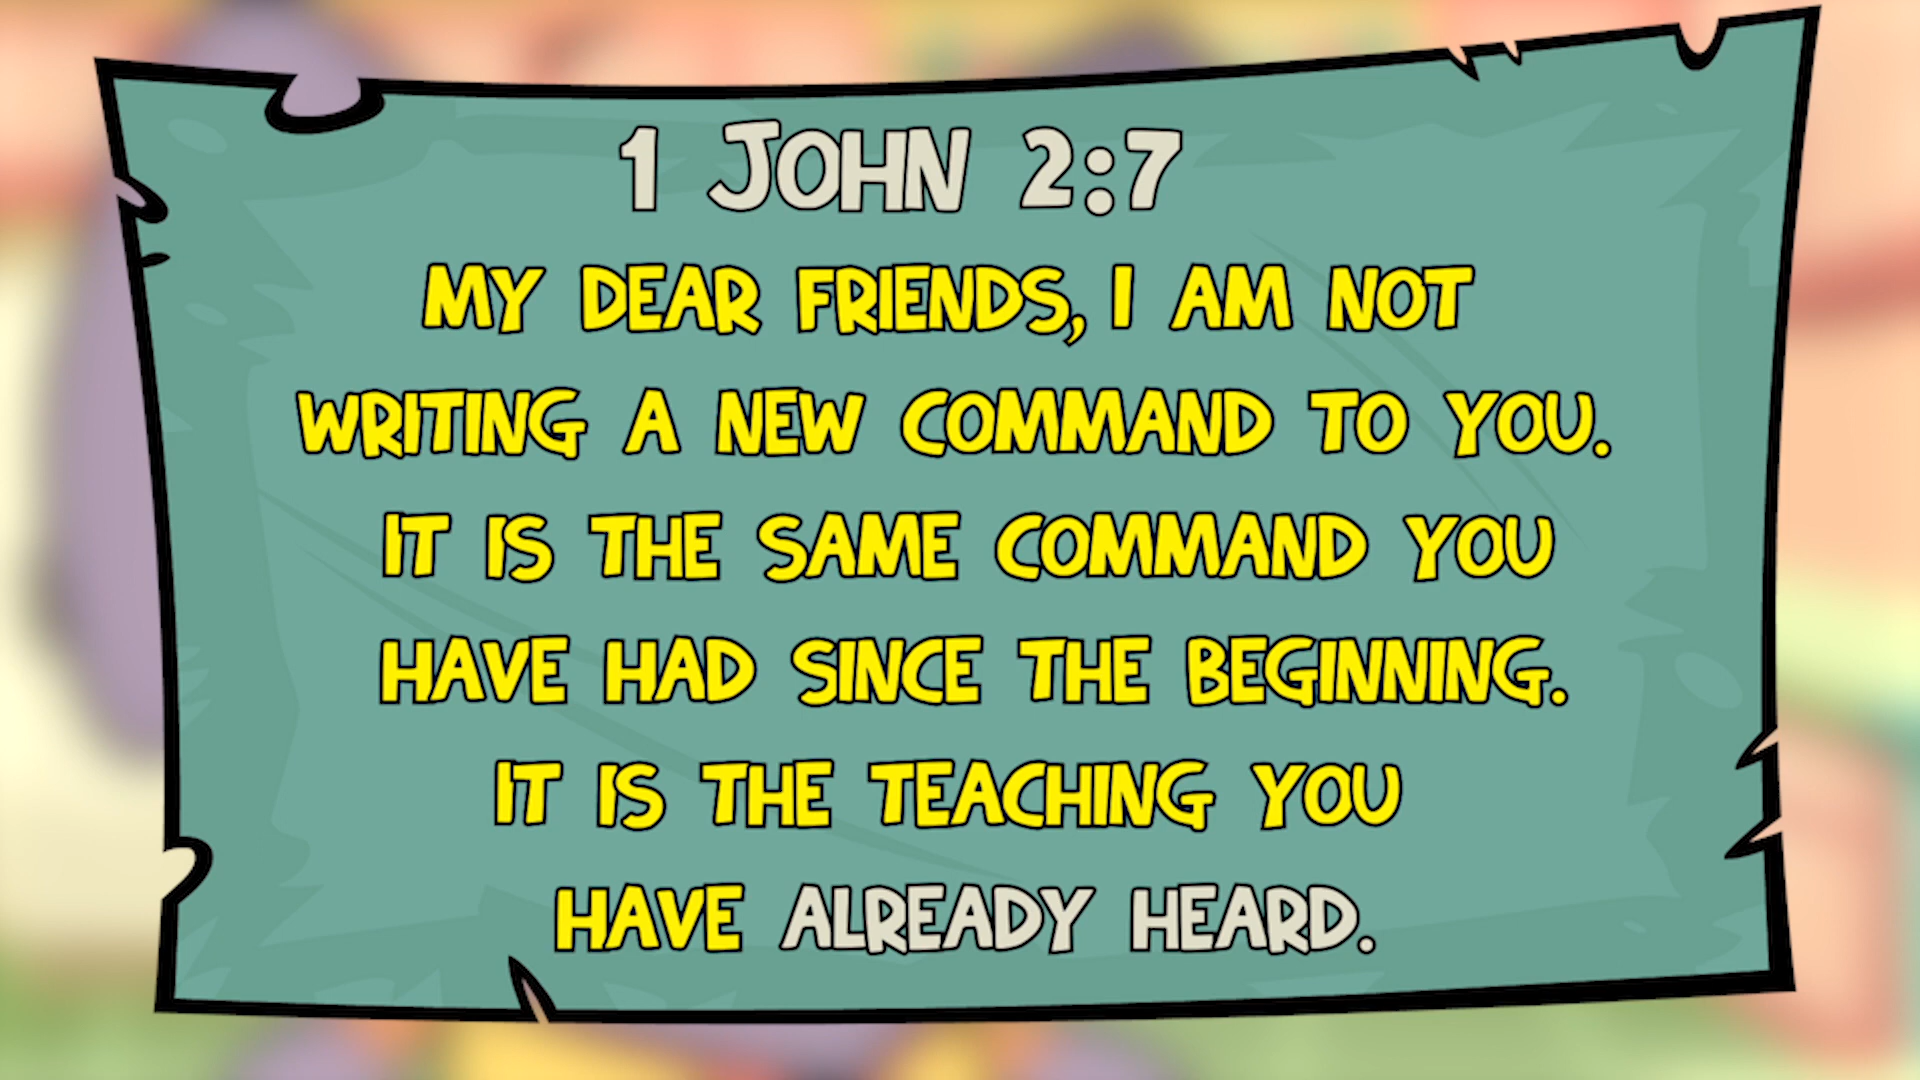 1 JOHN 2:7
MY DEAR FRIENDS, I AM NOT
WRITING A NEW COMMAND TO YOU.
IT IS THE SAME COMMAND YOU
HAVE HAD SINCE THE BEGINNING.
IT IS THE TEACHING YOU
HAVE ALREADY HEARD.